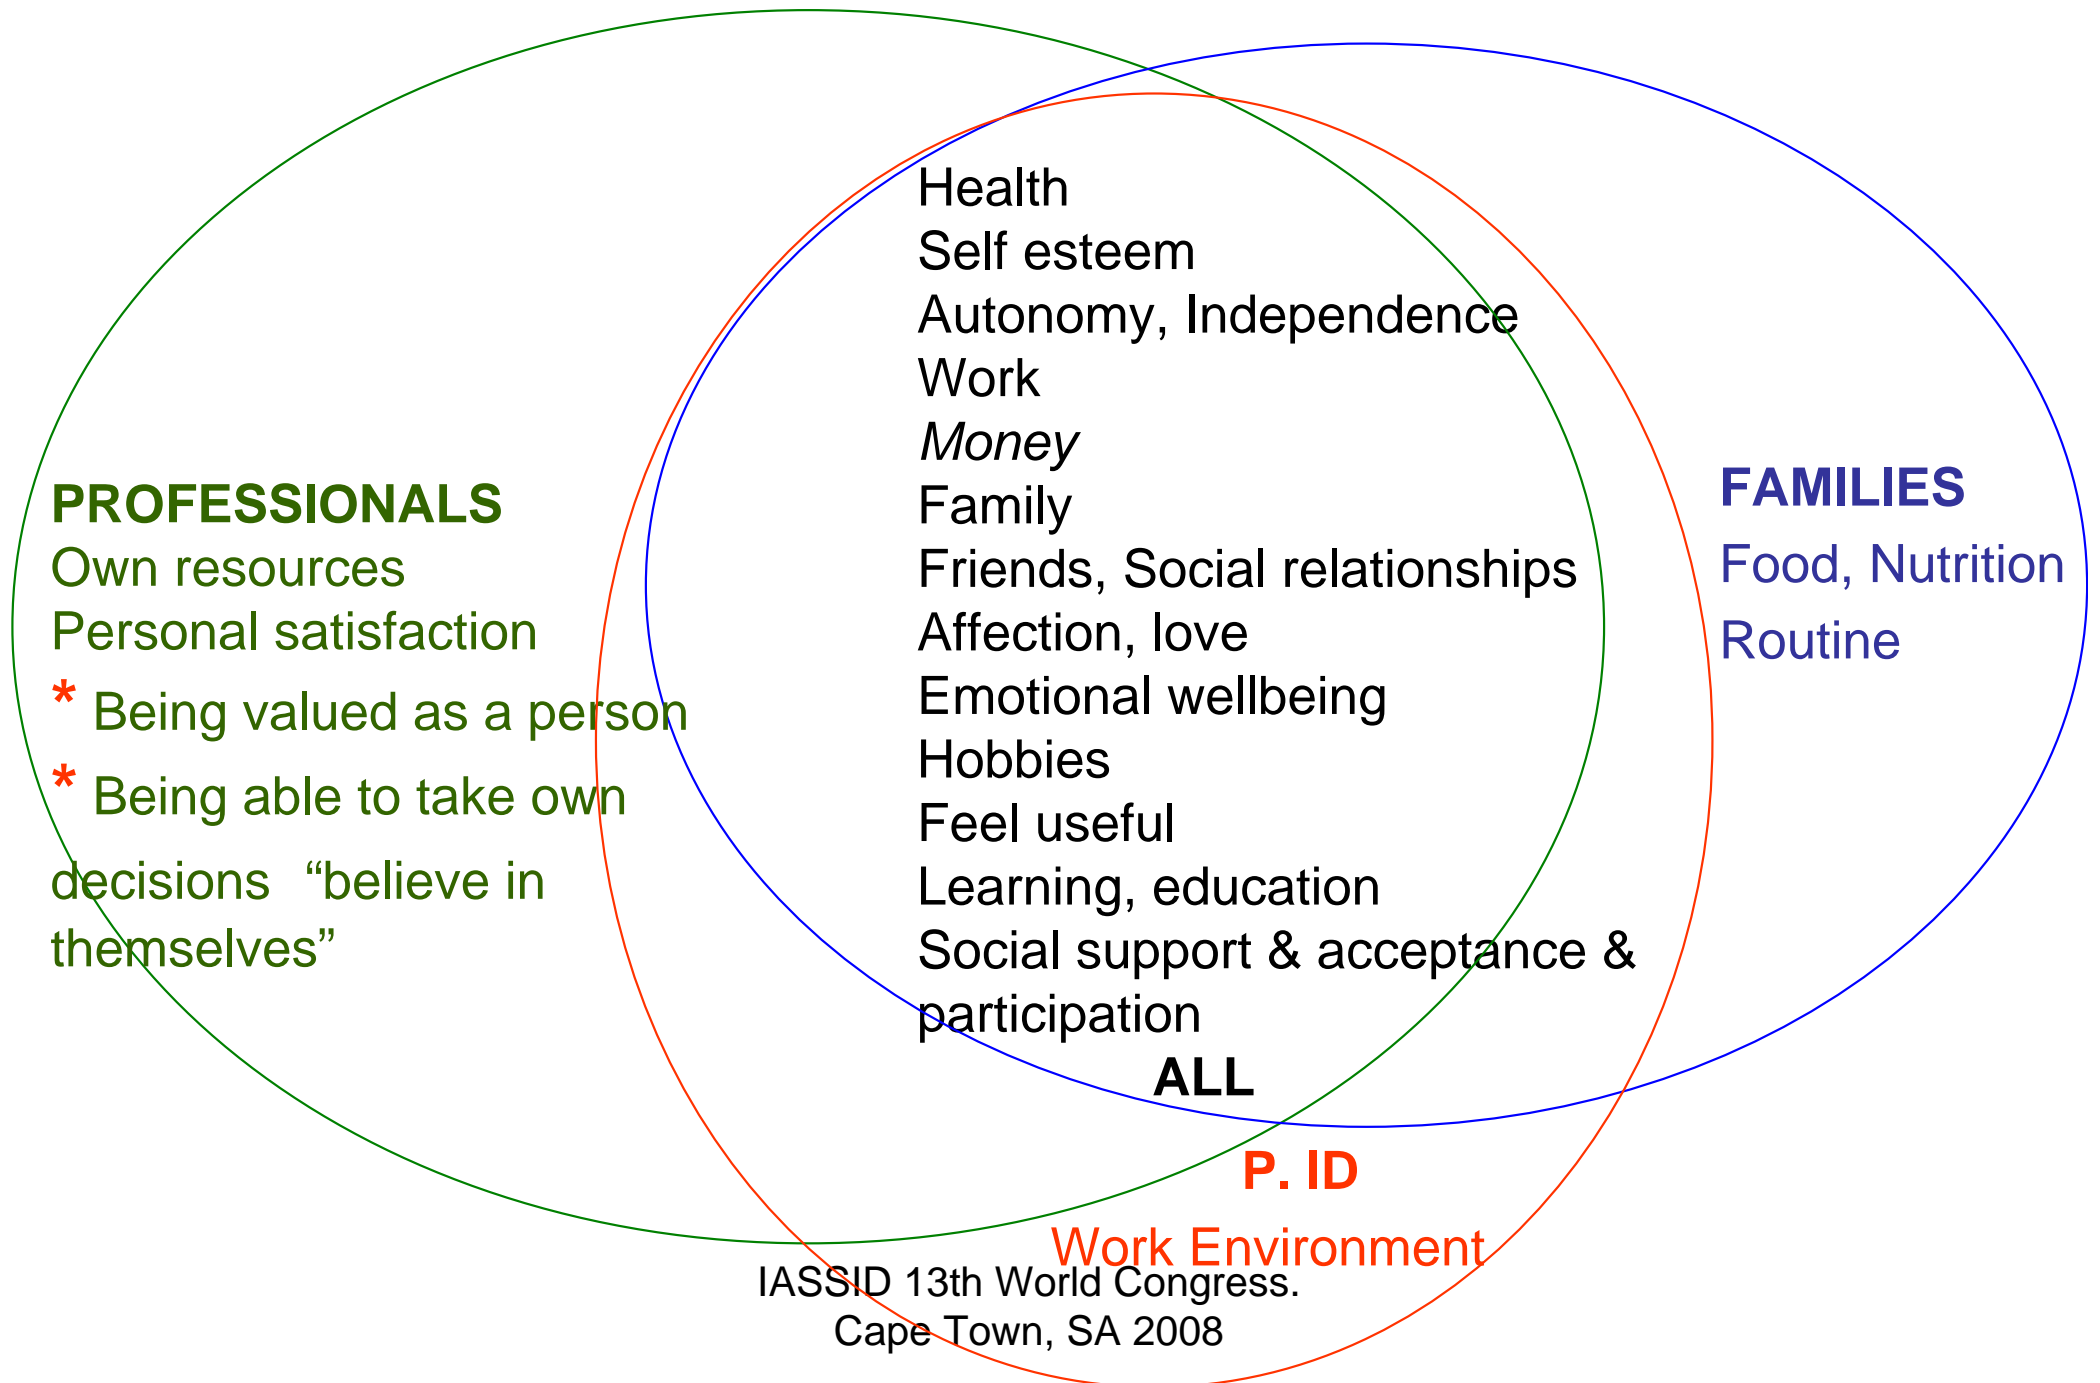 Health
Self esteem
Autonomy, Independence
Work
Money
Family
Friends, Social relationships
Affection, love
Emotional wellbeing
Hobbies
Feel useful
Learning, education
Social support & acceptance &
participation
ALL
PROFESSIONALS
Own resources
Personal satisfaction
* Being valued as a person
* Being able to take own
decisions “believe in
themselves”
FAMILIES
Food, Nutrition
Routine
P. ID
Work Environment
IASSID 13th World Congress.
Cape Town, SA 2008